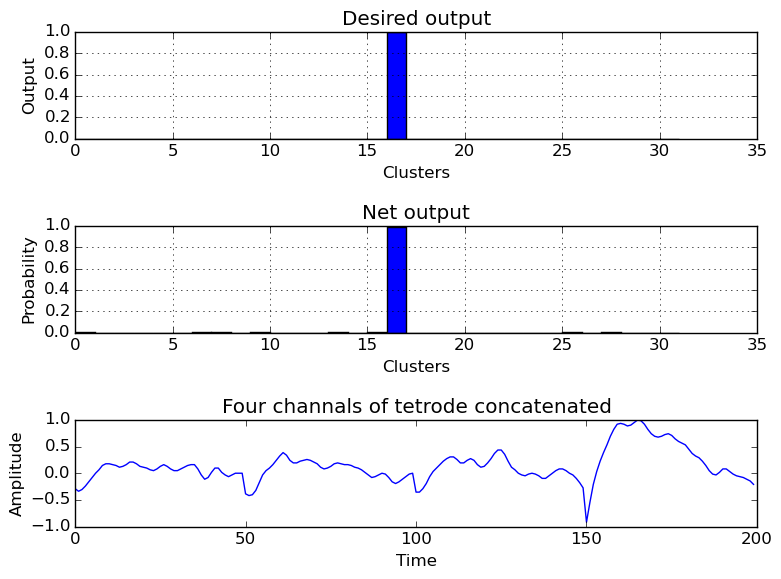 Desired output
1.0
0.8
0.6
0.4
0.2
0.0
Output
0 5 10 15 20 25 30 35
Clusters
Net output
1.0
0.8
0.6
0.4
0.2
0.0
Probability
0 5 10 15 20 25 30 35
Clusters
Four channels of tetrode concatenated
1.0
0.5
0.0
−0.5
−1.0
Amplitude
0 50 100 150 200
Time